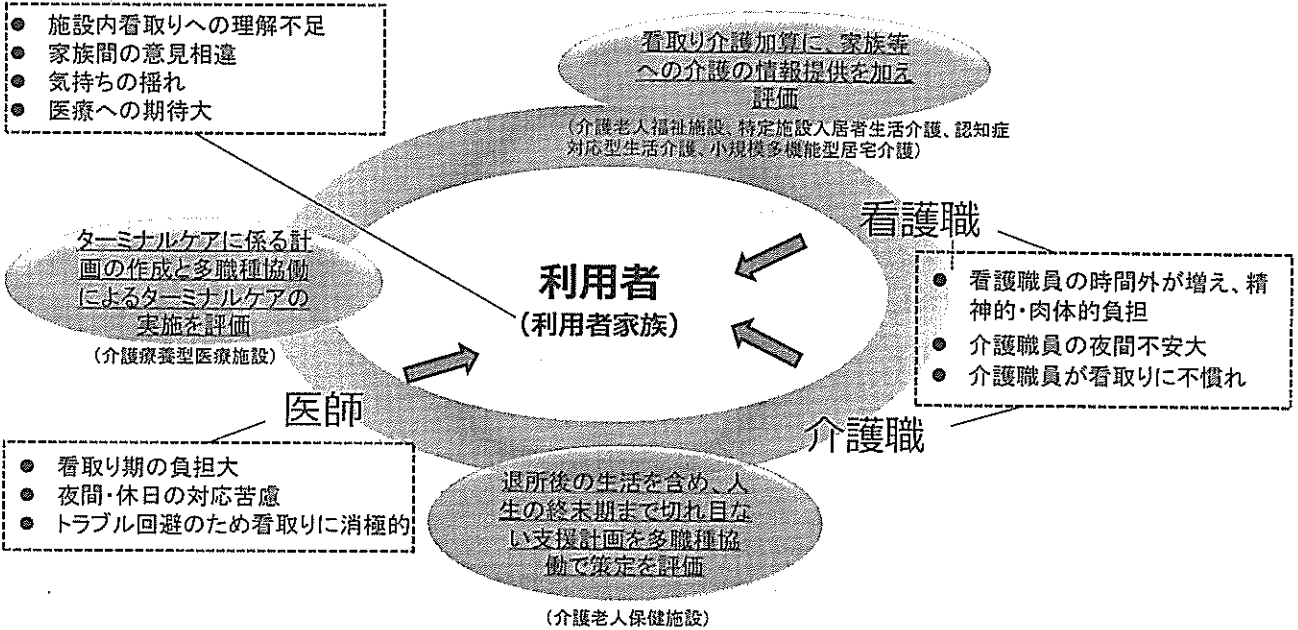 ● 施設内看取りへの理解不足
● 家族間の意見相違
● 気持ちの揺れ
● 医療への期待大
看取り介護加算に、家族等
への介護の情報提供を加え
評価
(介護老人福祉施設、特定施設入居者生活介護、認知症
対応型生活介護、小規模多機能型居宅介護)
ターミナルケアに係る計
画の作成と多職種協働
によるターミナルケアの
実施を評価
(介護療養型医療施設)
利用者
(利用者家族)
看護職
● 看護職員の時間外が増え、精
神的・肉体的負担
● 介護職員の夜間不安大
● 介護職員が看取りに不慣れ
介護職
医師
● 看取り期の負担大
● 夜間・休日の対応苦慮
● トラブル回避のため看取りに消極的
退所後の生活を含め、人
生の終末期まで切れ目な
い支援計画を多職種協
働で策定を評価
(介護老人保健施設)